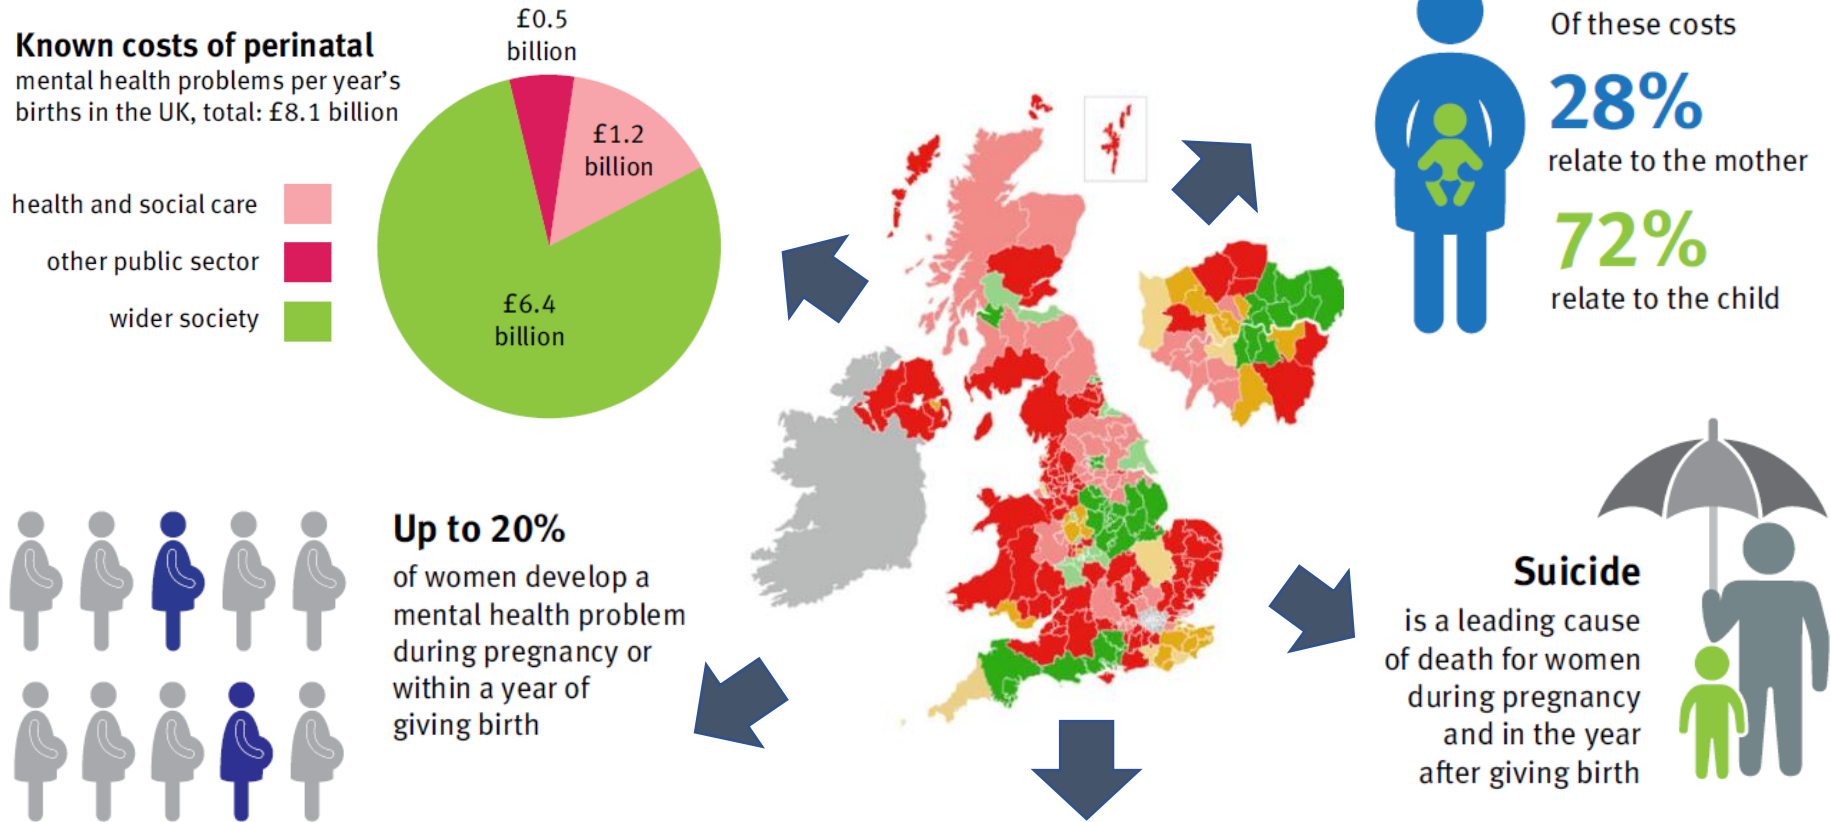 Known costs of perinatal
mental health problems per year's
births in the UK, total: £8.1 billion
health and social care
other public sector
wider society
£0.5
billion
£1.2
billion
£6.4
billion
Of these costs
28%
relate to the mother
72%
relate to the child
Up to 20%
of women develop a
mental health problem
during pregnancy or
within a year of
giving birth
Suicide
is a leading cause
of death for women
during pregnancy
and in the year
after giving birth